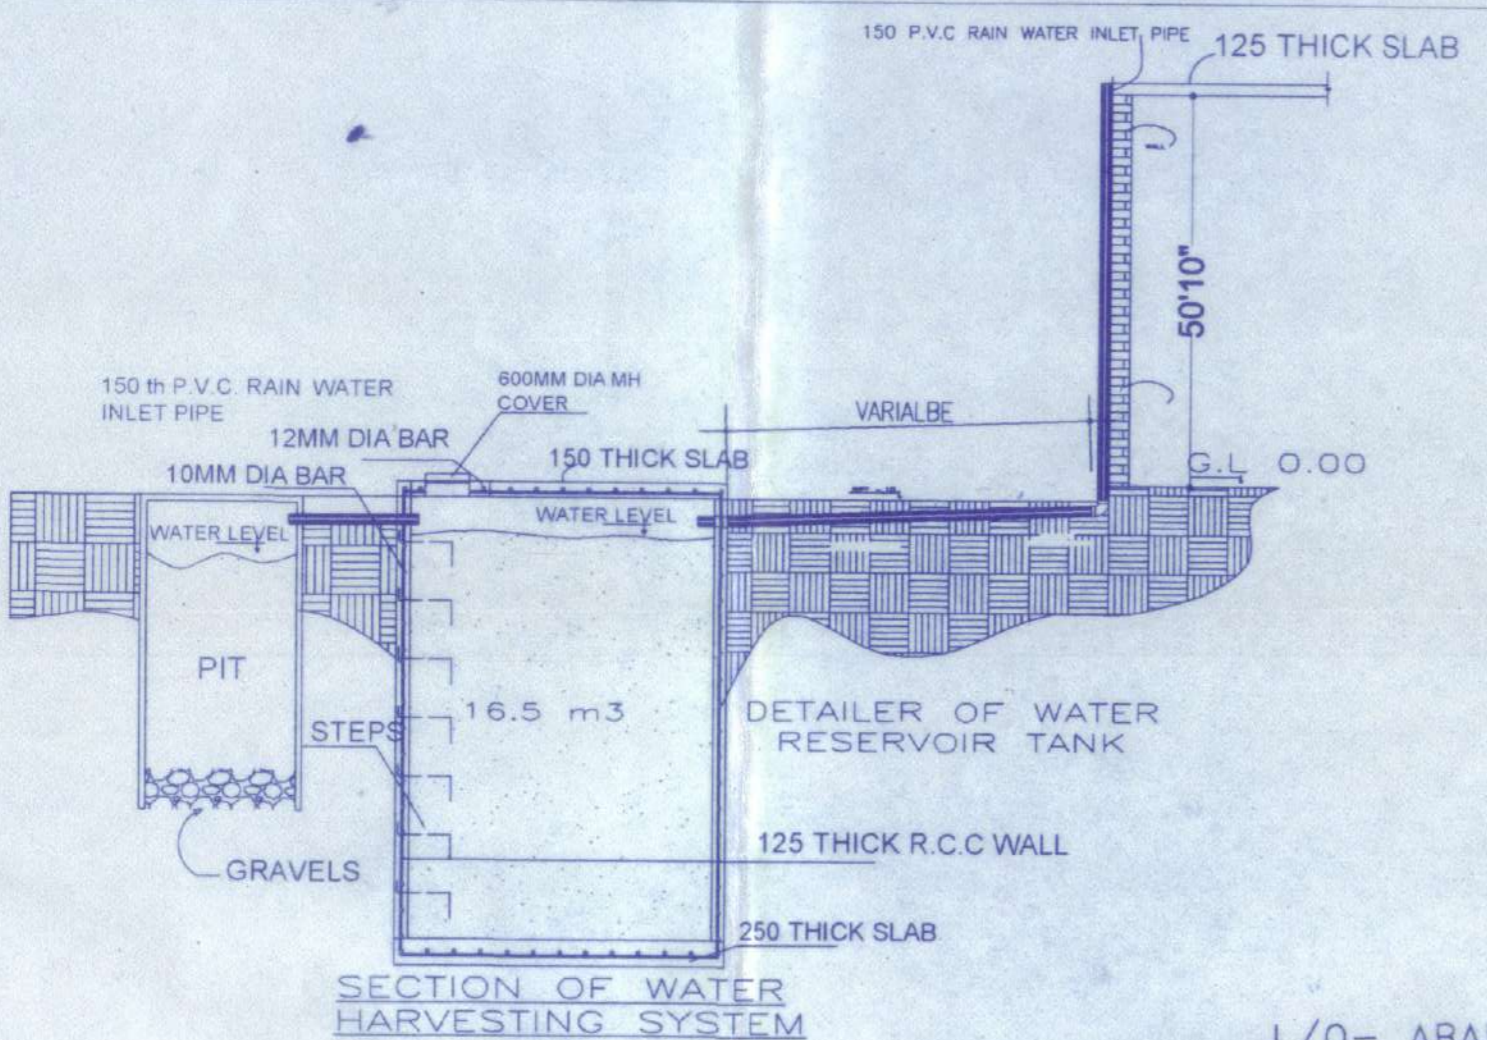 150 P.V.C RAIN WATER INLET PIPE
125 THICK SLAB
50'10"
150 th P.V.C. RAIN WATER
INLET PIPE
600MM DIA MH
COVER
VARIALBE
12MM DIA BAR
150 THICK SLAB
10MM DIA BAR
G.L 0.00
WATER LEVEL
WATER LEVEL
PIT
16.5 m3
STEPS
DETAILER OF WATER
RESERVOIR TANK
125 THICK R.C.C WALL
GRAVELS
250 THICK SLAB
SECTION OF WATER
HARVESTING SYSTEM